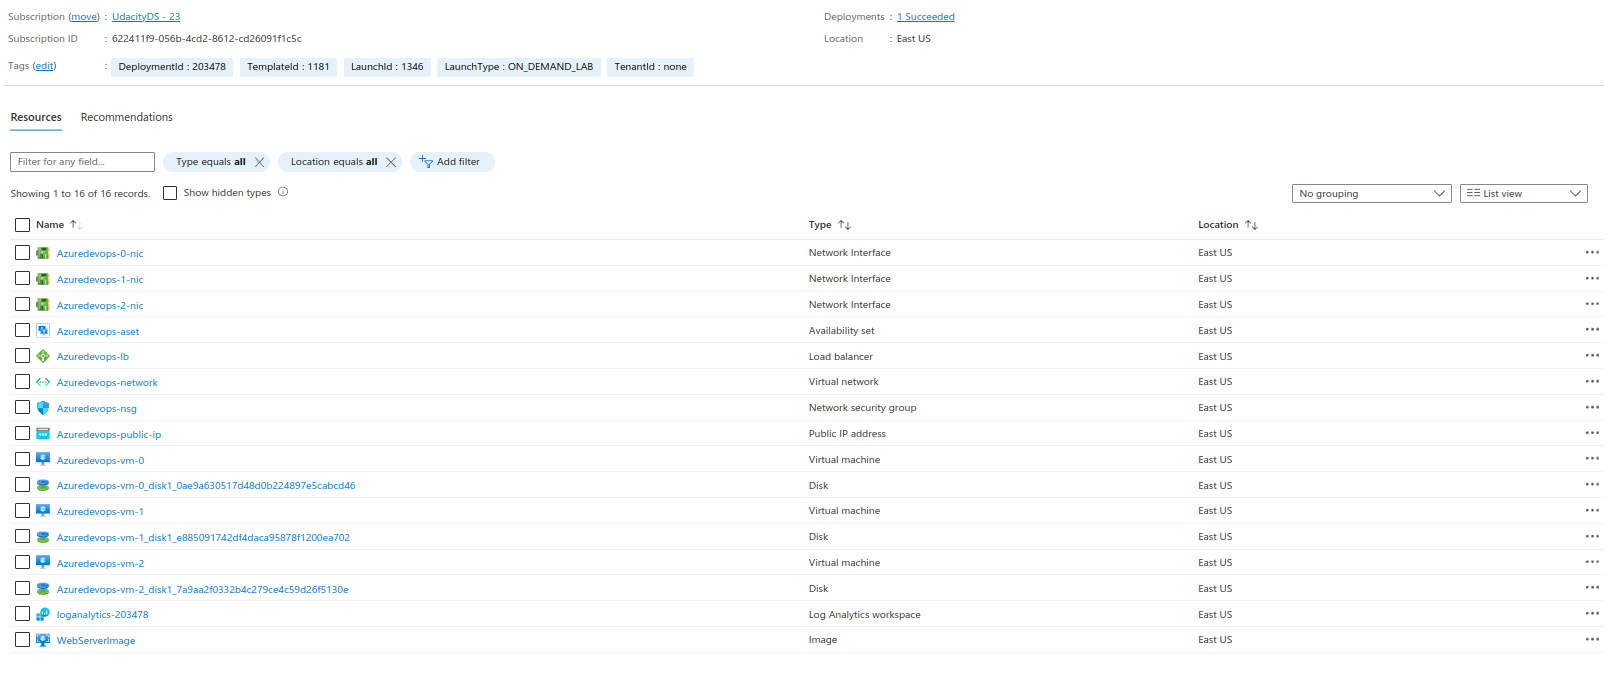 Subscription (move) : UdacityDS - 23
Deployments : 1 Succeeded
Subscription ID : 622411f9-056b-4cd2-8612-cd26091f1c5c
Location : East US
Tags (edit) : DeploymentId : 203478 TemplateId : 1181 LaunchId : 1346 LaunchType : ON_DEMAND_LAB TenantId : none
Resources Recommendations
Filter for any field... Type equals all Location equals all Add filter
Showing 1 to 16 of 16 records. Show hidden types No grouping List view
Name Type Location
Azuredevops-0-nic Network Interface East US
Azuredevops-1-nic Network Interface East US
Azuredevops-2-nic Network Interface East US
Azuredevops-aset Availability set East US
Azuredevops-lb Load balancer East US
Azuredevops-network Virtual network East US
Azuredevops-nsg Network security group East US
Azuredevops-public-ip Public IP address East US
Azuredevops-vm-0 Virtual machine East US
Azuredevops-vm-0_disk1_0ae9a630517d48d0b224897e5cabcd46 Disk East US
Azuredevops-vm-1 Virtual machine East US
Azuredevops-vm-1_disk1_e885091742df4daca95878f1200ea702 Disk East US
Azuredevops-vm-2 Virtual machine East US
Azuredevops-vm-2_disk1_7a9aa2f0332b4c279ce4c59d26f5130e Disk East US
loganalytics-203478 Log Analytics workspace East US
WebServerImage Image East US